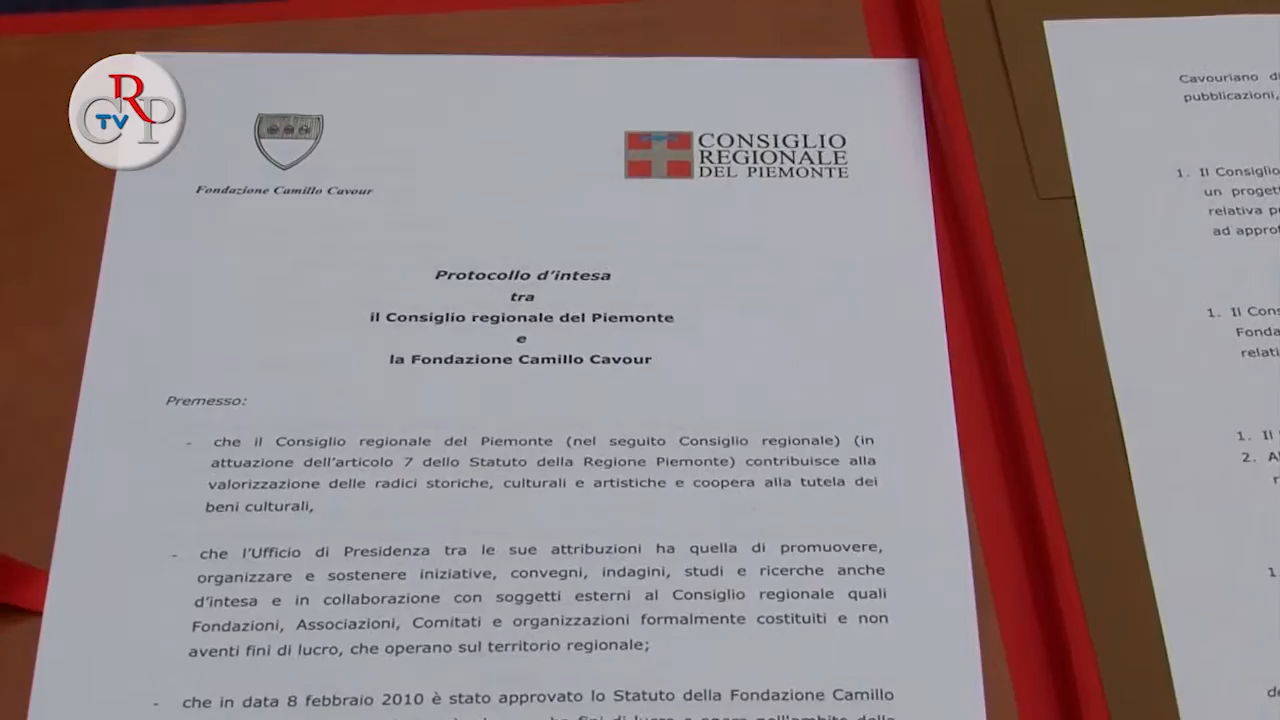 CRP
TV
Fondazione Camillo Cavour
CONSIGLIO
REGIONALE
DEL PIEMONTE
Protocollo d'intesa
tra
il Consiglio regionale del Piemonte
e
la Fondazione Camillo Cavour
Premesso:
- che il Consiglio regionale del Piemonte (nel seguito Consiglio regionale) (in
attuazione dell'articolo 7 dello Statuto della Regione Piemonte) contribuisce alla
valorizzazione delle radici storiche, culturali e artistiche e coopera alla tutela dei
beni culturali,
- che l'Ufficio di Presidenza tra le sue attribuzioni ha quella di promuovere,
organizzare e sostenere iniziative, convegni, indagini, studi e ricerche anche
d'intesa e in collaborazione con soggetti esterni al Consiglio regionale quali
Fondazioni, Associazioni, Comitati e organizzazioni formalmente costituiti e non
aventi fini di lucro, che operano sul territorio regionale;
- che in data 8 febbraio 2010 è stato approvato lo Statuto della Fondazione Camillo
Cavouriano
pubblicazioni,
1. Il Consiglio
un
relativa
ad
1. Il
1. Il
2.
1.